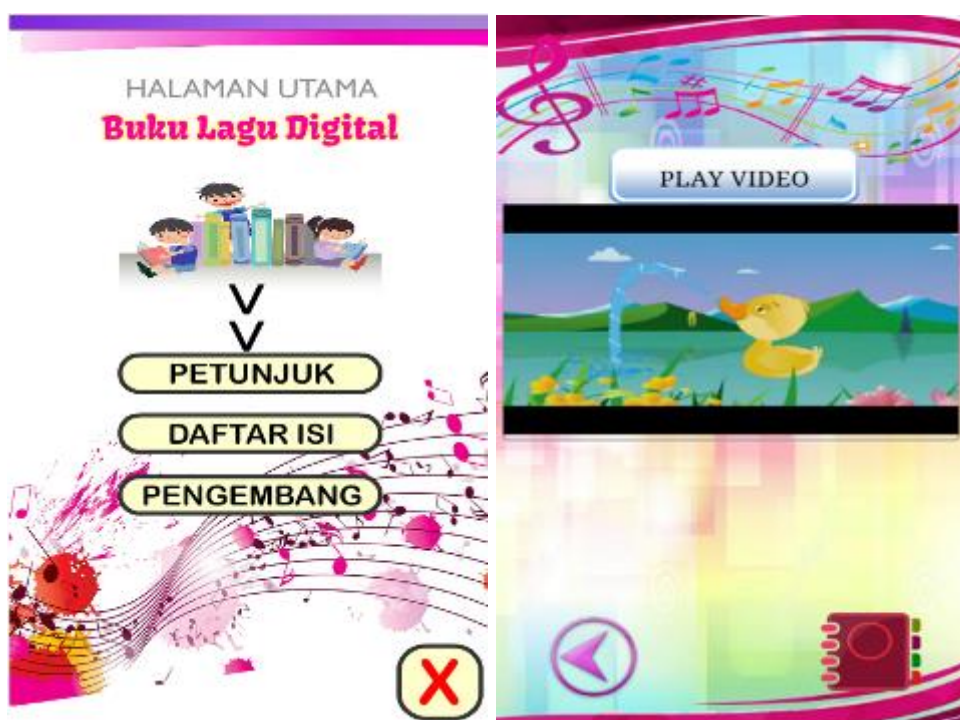 HALAMAN UTAMA
Buku Lagu Digital
V
V
PETUNJUK
DAFTAR ISI
PENGEMBANG
X
PLAY VIDEO